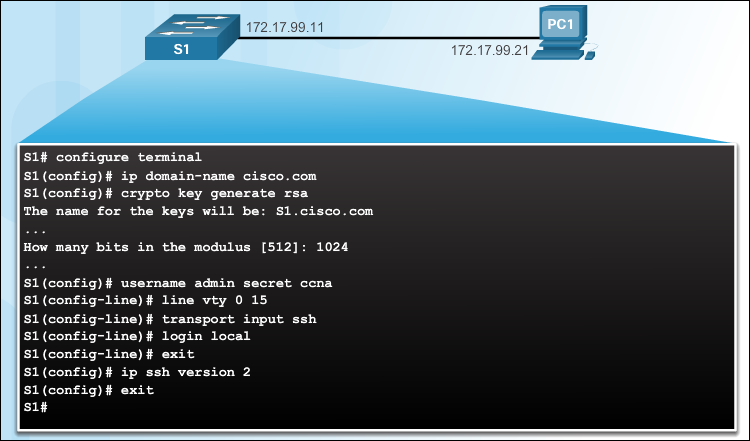 172.17.99.11
PC1
S1
172.17.99.21
S1# configure terminal
S1(config)# ip domain-name cisco.com
S1(config)# crypto key generate rsa
The name for the keys will be: S1.cisco.com
...
How many bits in the modulus [512]: 1024
...
S1(config)# username admin secret ccna
S1(config-line)# line vty 0 15
S1(config-line)# transport input ssh
S1(config-line)# login local
S1(config-line)# exit
S1(config)# ip ssh version 2
S1(config)# exit
S1#